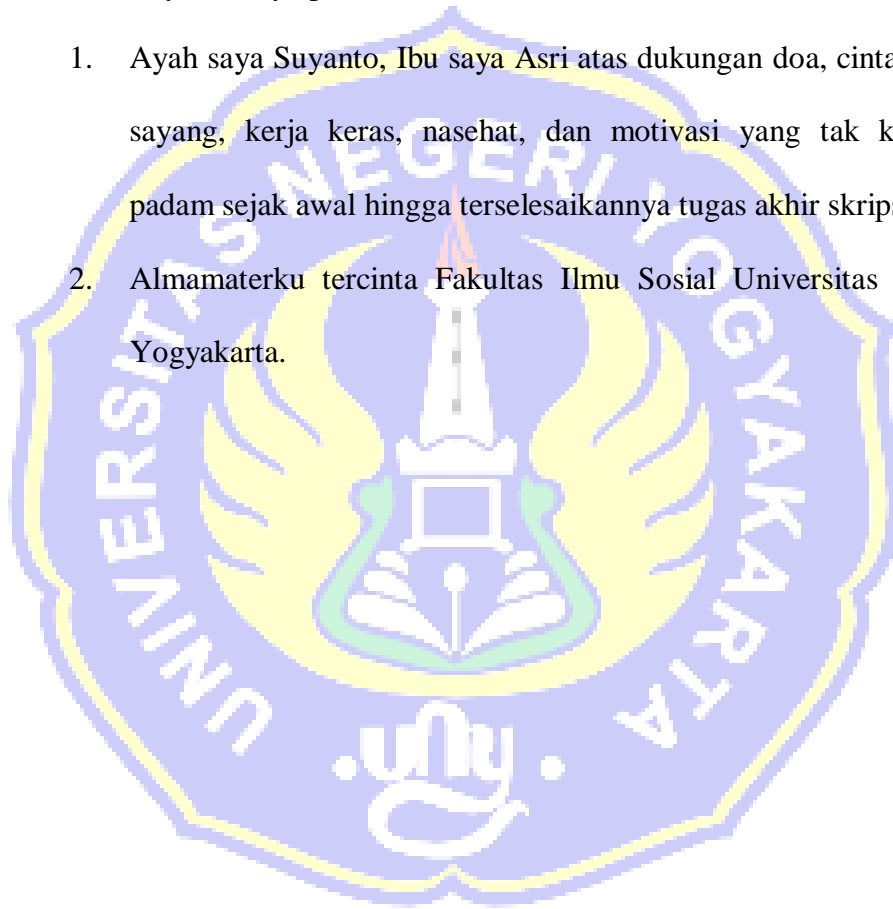 1. Ayah saya Suyanto, Ibu saya Asri atas dukungan doa, cinta
sayang, kerja keras, nasehat, dan motivasi yang tak
padam sejak awal hingga terselesaikannya tugas akhir
2. Almamaterku tercinta Fakultas Ilmu Sosial Universitas
Yogyakarta.
UNIVERSITAS NEGERI YOGYAKARTA
uny